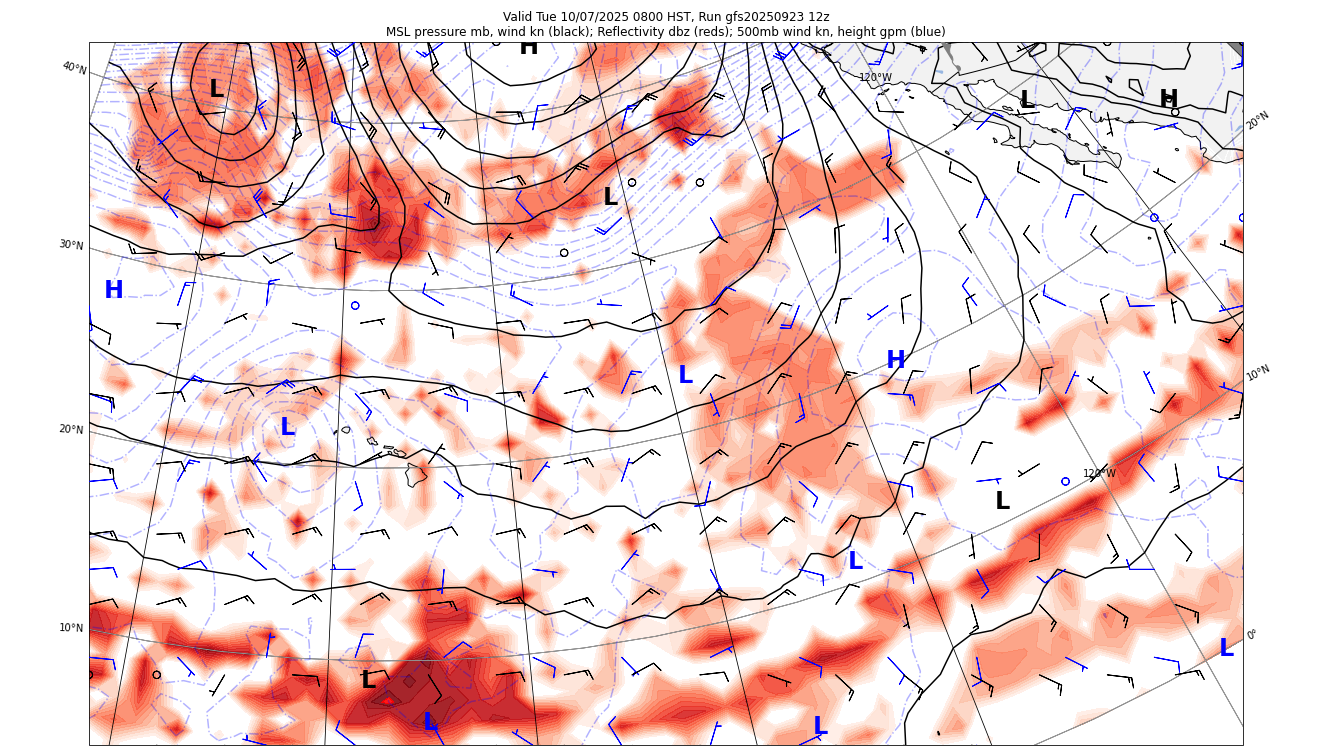 Valid Tue 10/07/2025 0800 HST, Run gfs20250923 12z
MSL pressure mb, wind kn (black); Reflectivity dbz (reds); 500mb wind kn, height gpm (blue)
H
40°N
120°W
L
L
H
20°N
L
30°N
H
H
L
10°N
L
20°N
120°W
L
L
10°N
0°
L
L
L
L